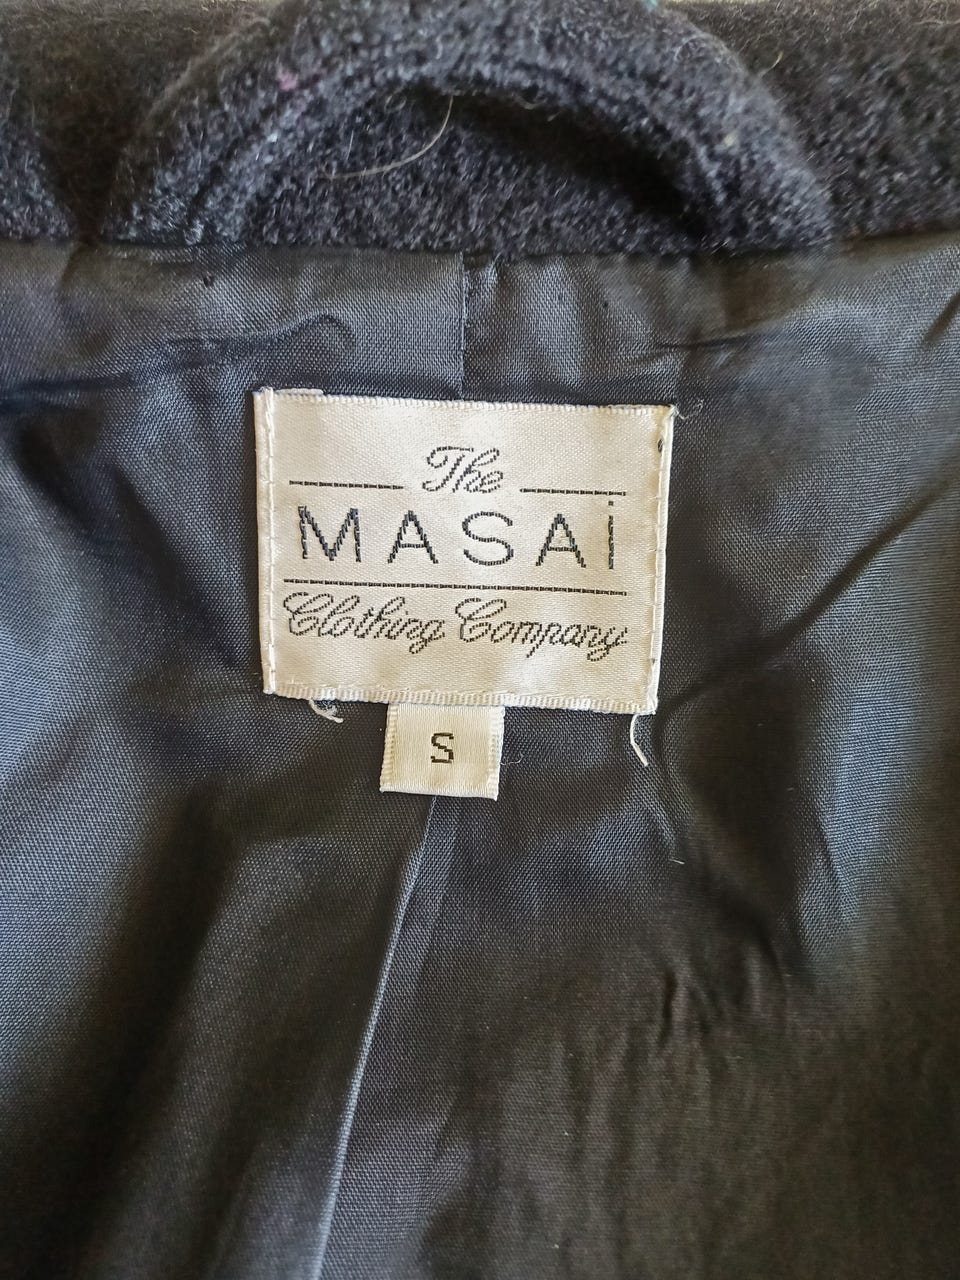 The
MASAi
Clothing Company
S